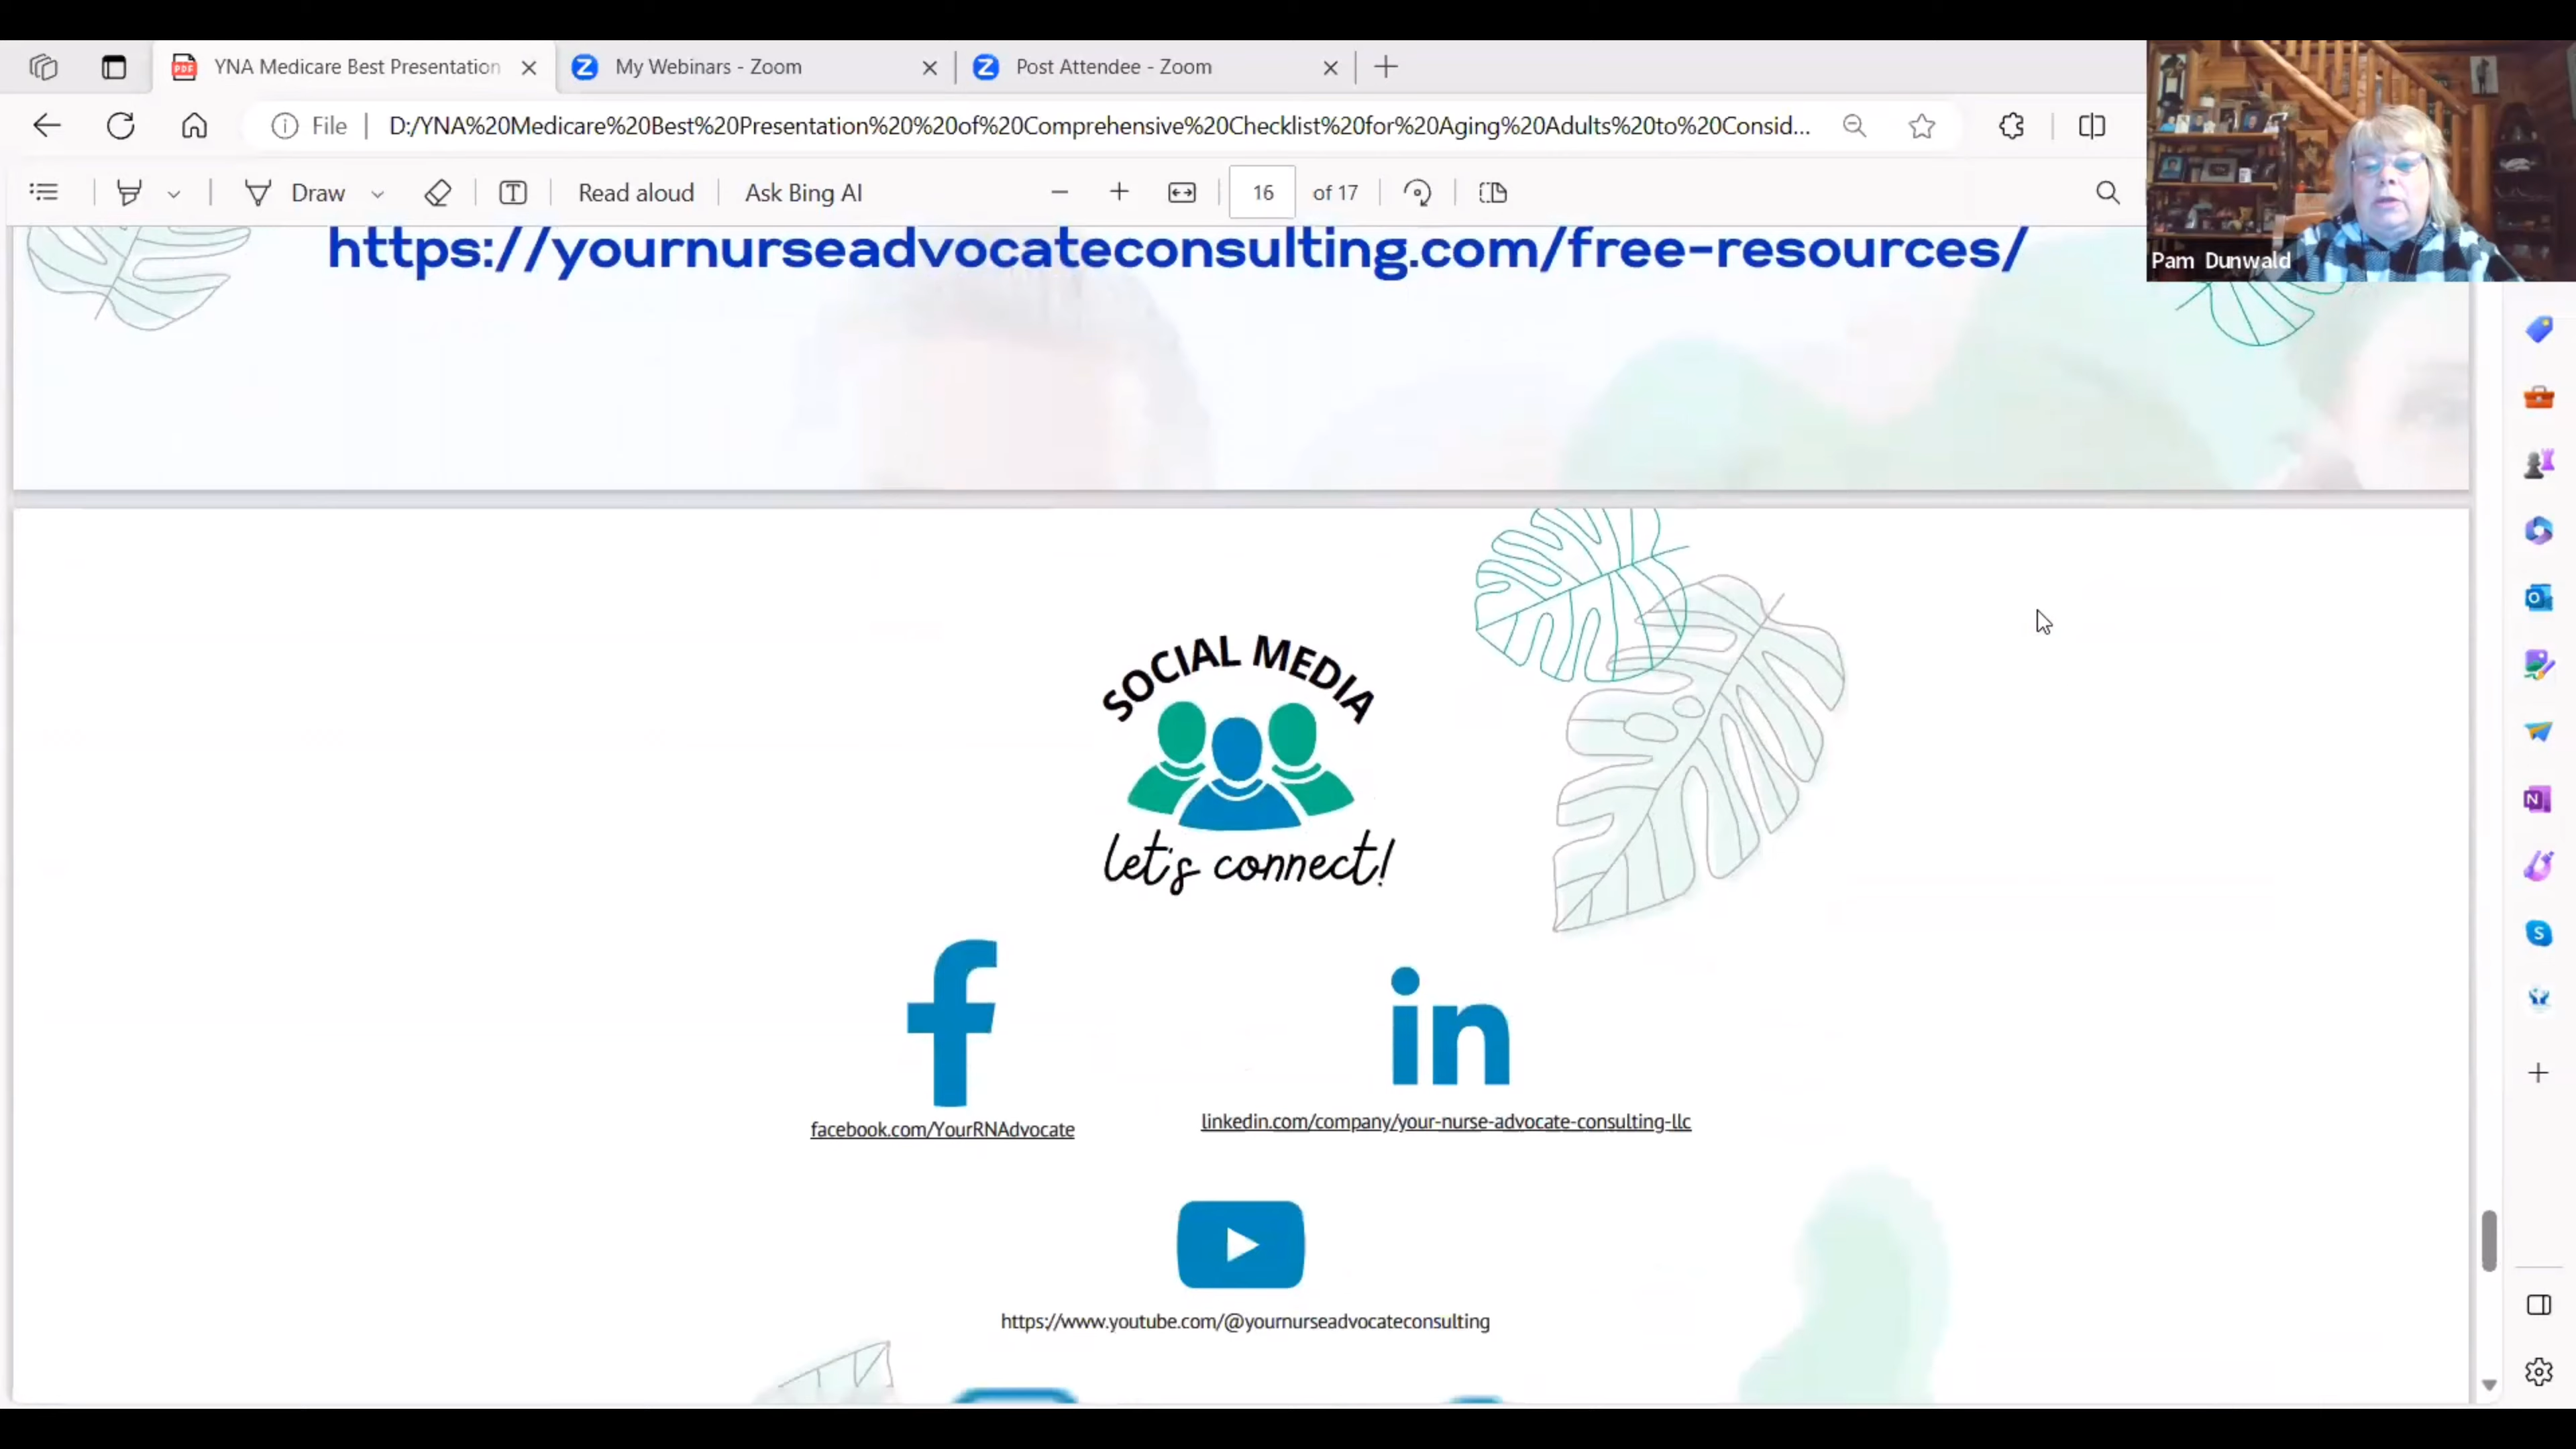 YNA Medicare Best Presentation
My Webinars - Zoom
Post Attendee - Zoom
File
D:/YNA%20Medicare%20Best%20Presentation%20%20of%20Comprehensive%20Checklist%20for%20Aging%20Adults%20to%20Consid...
Draw
Read aloud
Ask Bing AI
16
of 17
Pam Dunwald
https://yournurseadvocateconsulting.com/free-resources/
SOCIAL MEDIA
let's connect!
facebook.com/YourRNAdvocate
linkedin.com/company/your-nurse-advocate-consulting-llc
https://www.youtube.com/@yournurseadvocateconsulting